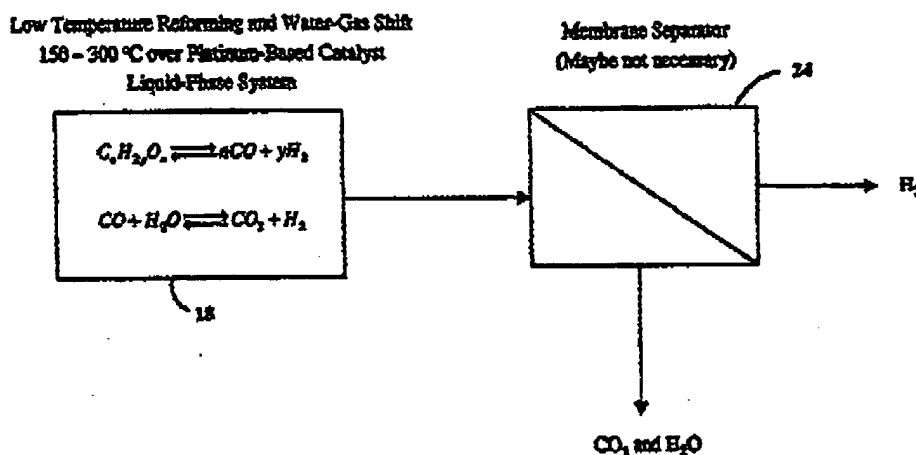 Low Temperature Reforming and Water-Gas Shift
150 – 300 °C over Platinum-Based Catalyst
Liquid-Phase System
CₙH₂ᵧOₙ ⇌ nCO + yH₂
CO + H₂O ⇌ CO₂ + H₂
18
Membrane Separator
(Maybe not necessary)
24
H₂
CO₂ and H₂O